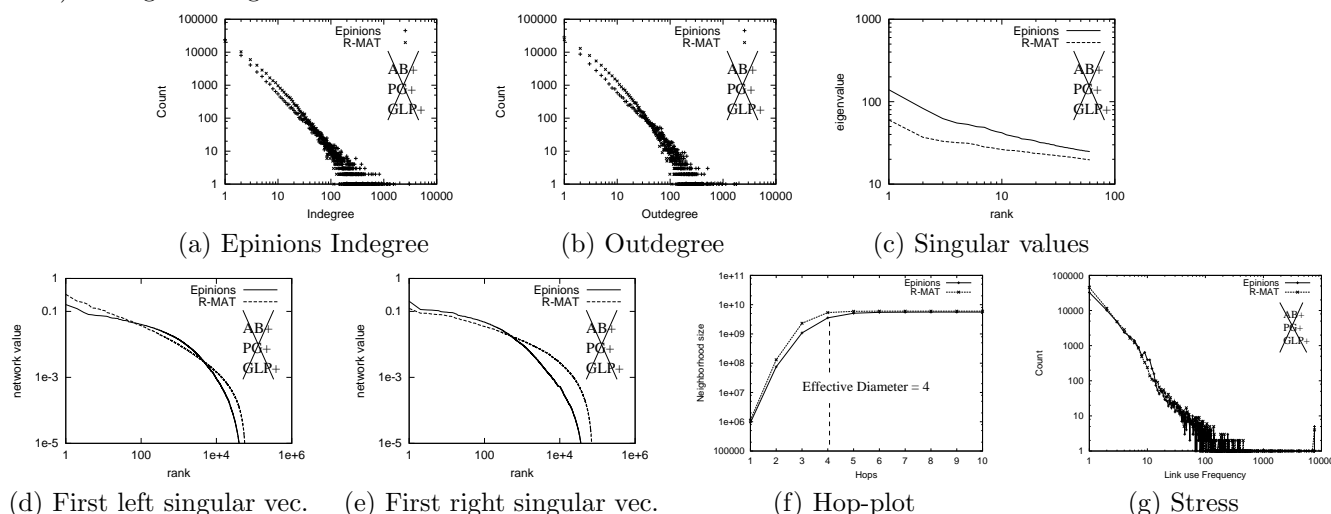 Epinions
R-MAT
AB+
PG+
GLP+
100000
10000
1000
100
10
1
Count
1 10 100 1000 10000
Indegree
(a) Epinions Indegree
Epinions
R-MAT
AB+
PG+
GLP+
100000
10000
1000
100
10
1
Count
1 10 100 1000 10000
Outdegree
(b) Outdegree
Epinions
R-MAT
AB+
PG+
GLP+
1000
100
10
eigenvalue
1 10 100
rank
(c) Singular values
Epinions
R-MAT
AB+
PG+
GLP+
1
0.1
1e-3
1e-5
network value
1 100 1e+4 1e+6
rank
(d) First left singular vec.
Epinions
R-MAT
AB+
PG+
GLP+
1
0.1
1e-3
1e-5
network value
1 100 1e+4 1e+6
rank
(e) First right singular vec.
Epinions
R-MAT
1e+11
1e+10
1e+09
1e+08
1e+07
1e+06
100000
Neighborhood size
Effective Diameter = 4
1 2 3 4 5 6 7 8 9 10
Hops
(f) Hop-plot
Epinions
R-MAT
AB+
PG+
GLP+
100000
10000
1000
100
10
1
Count
1 10 100 1000 10000
Link use Frequency
(g) Stress